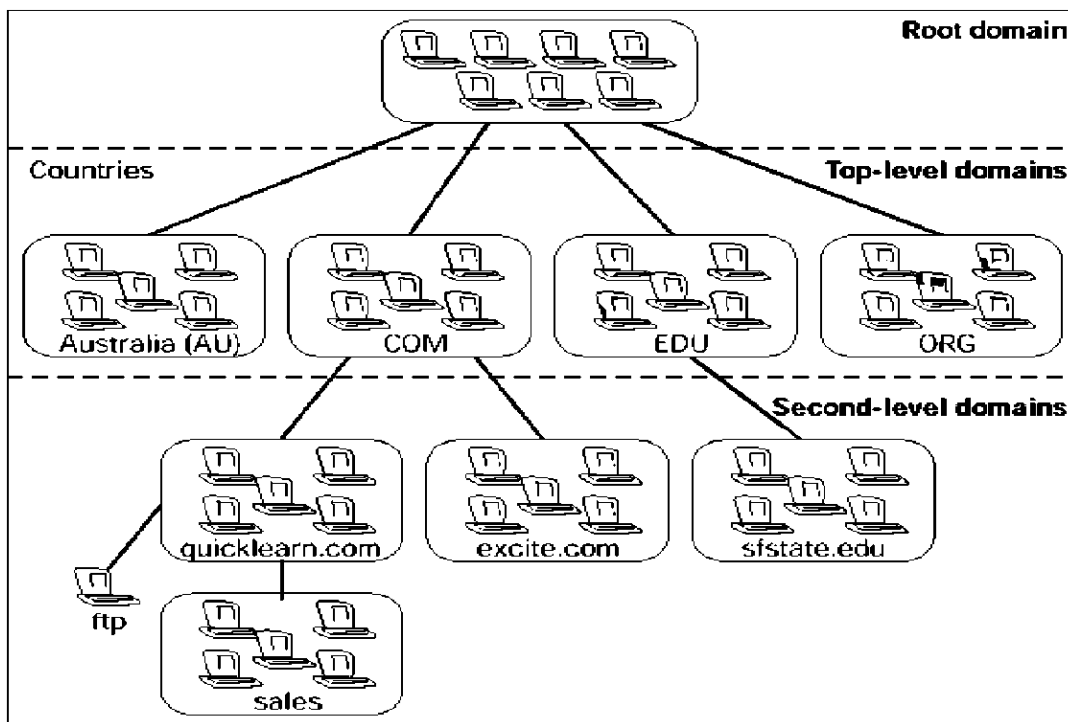 Root domain
Countries
Top-level domains
Australia (AU)
COM
EDU
ORG
Second-level domains
quicklearn.com
excite.com
sfstate.edu
ftp
sales